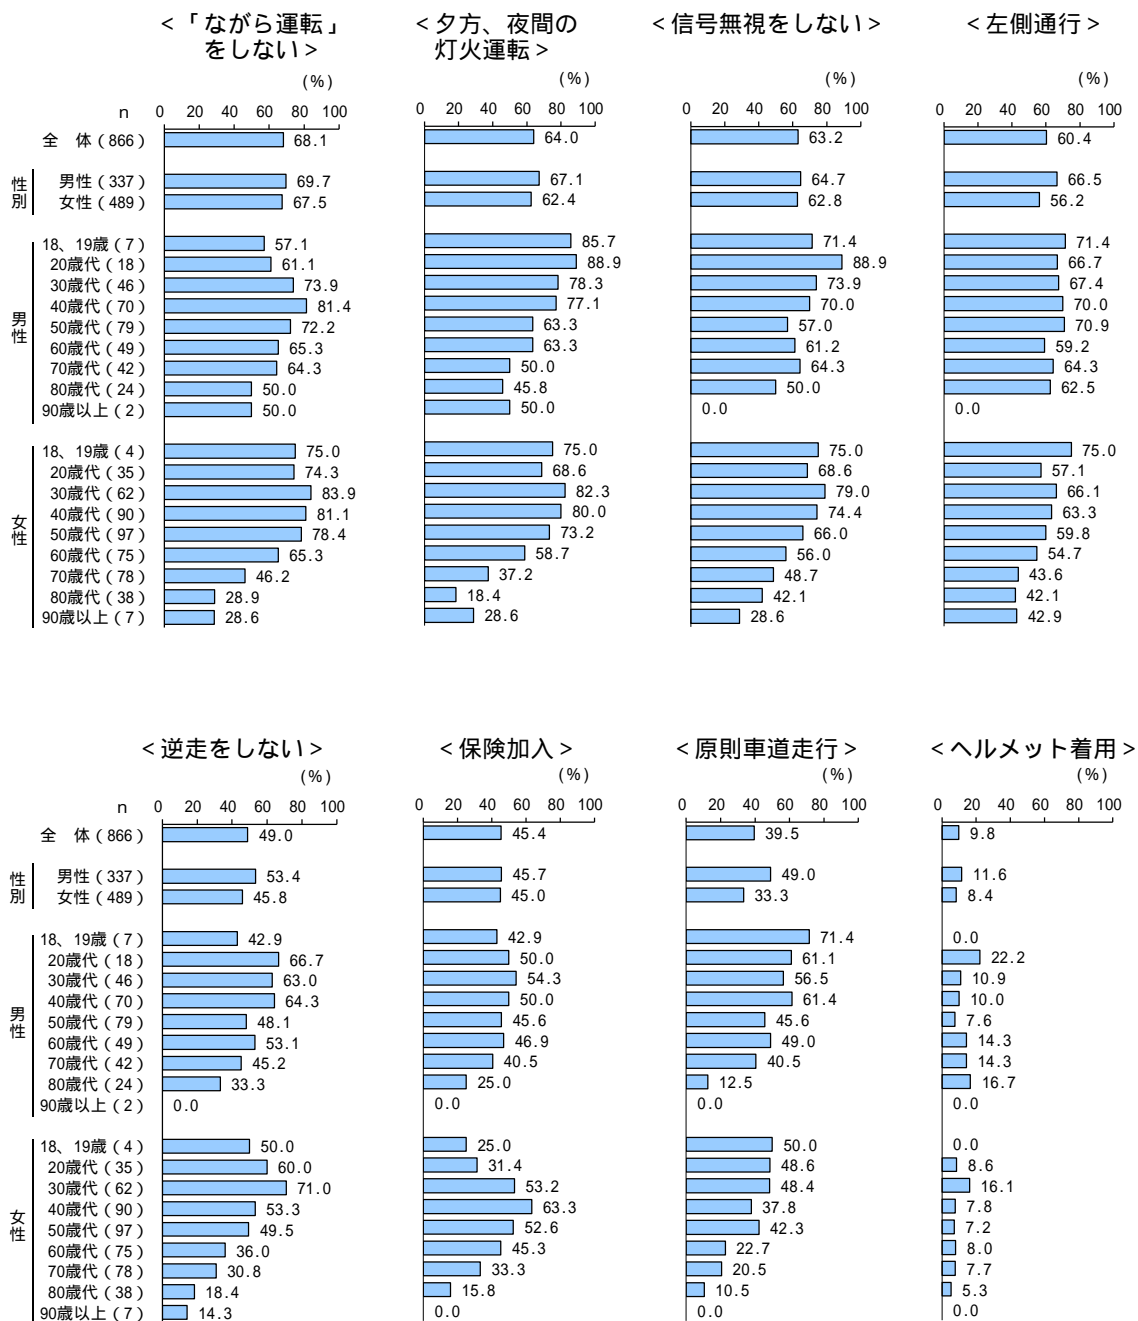 <「ながら運転」
をしない>
<夕方、夜間の
灯火運転>
<信号無視をしない>
<左側通行>
(%) (%) (%) (%)
n 0 20 40 60 80 100 0 20 40 60 80 100 0 20 40 60 80 100 0 20 40 60 80 100
全 体(866) 68.1 64.0 63.2 60.4
性別
男性(337) 69.7 67.1 64.7 66.5
女性(489) 67.5 62.4 62.8 56.2
男性
18、19歳(7) 57.1 85.7 71.4 71.4
20歳代(18) 61.1 88.9 88.9 66.7
30歳代(46) 73.9 78.3 73.9 67.4
40歳代(70) 81.4 77.1 70.0 70.0
50歳代(79) 72.2 63.3 57.0 70.9
60歳代(49) 65.3 63.3 61.2 59.2
70歳代(42) 64.3 50.0 64.3 64.3
80歳代(24) 50.0 45.8 50.0 62.5
90歳以上(2) 50.0 50.0 0.0 0.0
女性
18、19歳(4) 75.0 75.0 75.0 75.0
20歳代(35) 74.3 68.6 68.6 57.1
30歳代(62) 83.9 82.3 79.0 66.1
40歳代(90) 81.1 80.0 74.4 63.3
50歳代(97) 78.4 73.2 66.0 59.8
60歳代(75) 65.3 58.7 56.0 54.7
70歳代(78) 46.2 37.2 48.7 43.6
80歳代(38) 28.9 18.4 42.1 42.1
90歳以上(7) 28.6 28.6 28.6 42.9
<逆走をしない> <保険加入> <原則車道走行> <ヘルメット着用>
(%) (%) (%) (%)
n 0 20 40 60 80 100 0 20 40 60 80 100 0 20 40 60 80 100 0 20 40 60 80 100
全 体(866) 49.0 45.4 39.5 9.8
性別
男性(337) 53.4 45.7 49.0 11.6
女性(489) 45.8 45.0 33.3 8.4
男性
18、19歳(7) 42.9 42.9 71.4 0.0
20歳代(18) 66.7 50.0 61.1 22.2
30歳代(46) 63.0 54.3 56.5 10.9
40歳代(70) 64.3 50.0 61.4 10.0
50歳代(79) 48.1 45.6 45.6 7.6
60歳代(49) 53.1 46.9 49.0 14.3
70歳代(42) 45.2 40.5 40.5 14.3
80歳代(24) 33.3 25.0 12.5 16.7
90歳以上(2) 0.0 0.0 0.0 0.0
女性
18、19歳(4) 50.0 25.0 50.0 0.0
20歳代(35) 60.0 31.4 48.6 8.6
30歳代(62) 71.0 53.2 48.4 16.1
40歳代(90) 53.3 63.3 37.8 7.8
50歳代(97) 49.5 52.6 42.3 7.2
60歳代(75) 36.0 45.3 22.7 8.0
70歳代(78) 30.8 33.3 20.5 7.7
80歳代(38) 18.4 15.8 10.5 5.3
90歳以上(7) 14.3 0.0 0.0 0.0